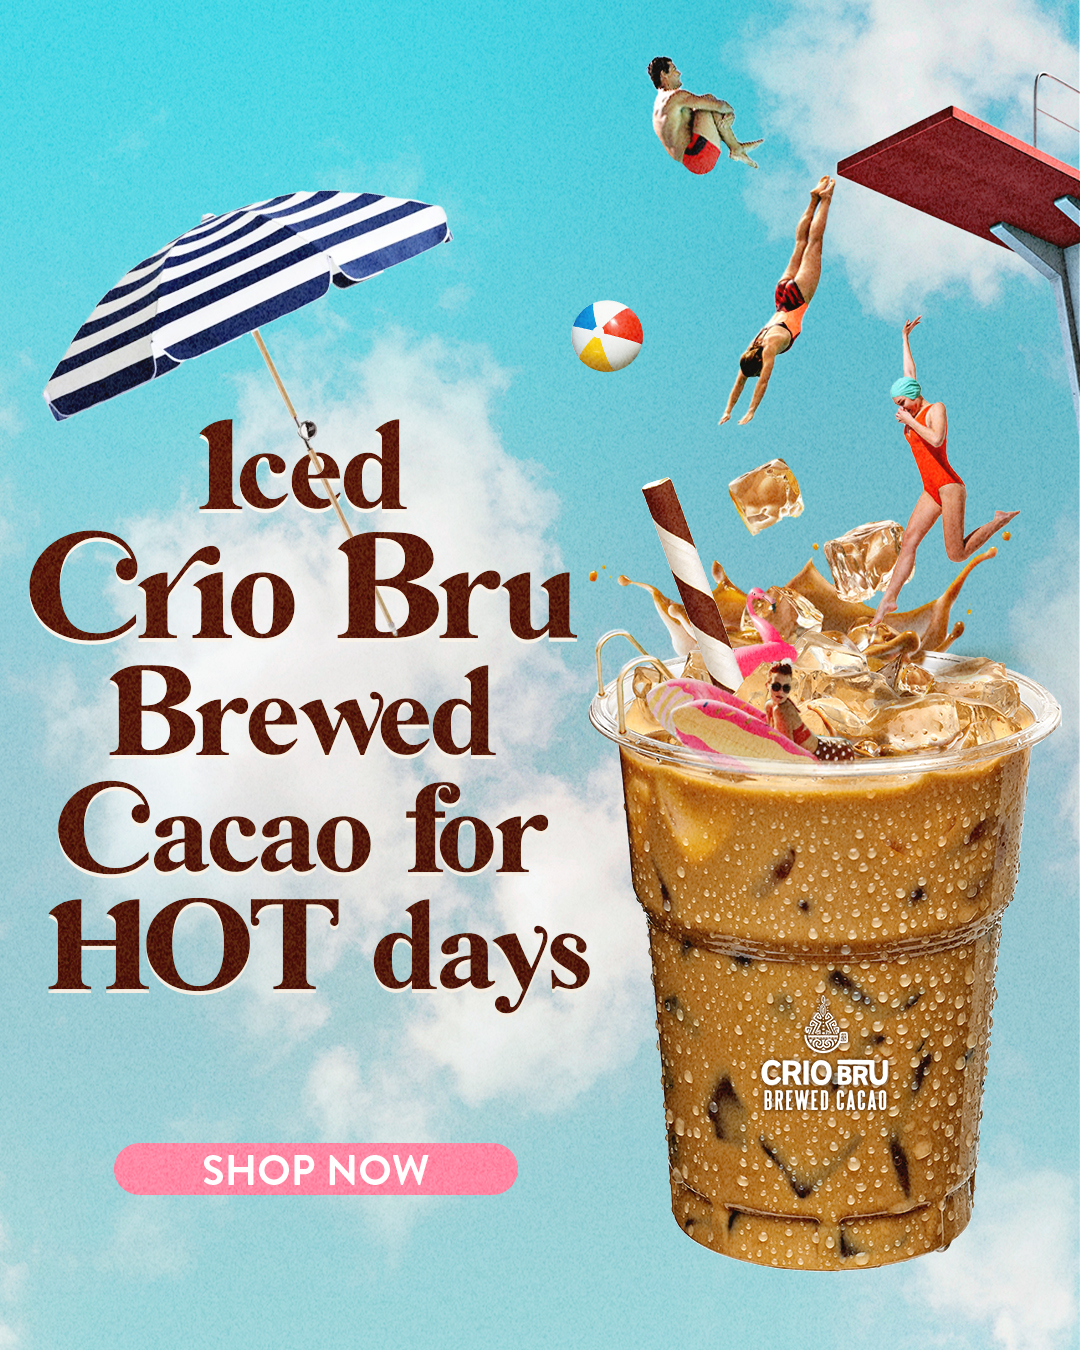 Iced
Crio Bru
Brewed
Cacao for
HOT days
SHOP NOW
CRIO BRU
BREWED CACAO